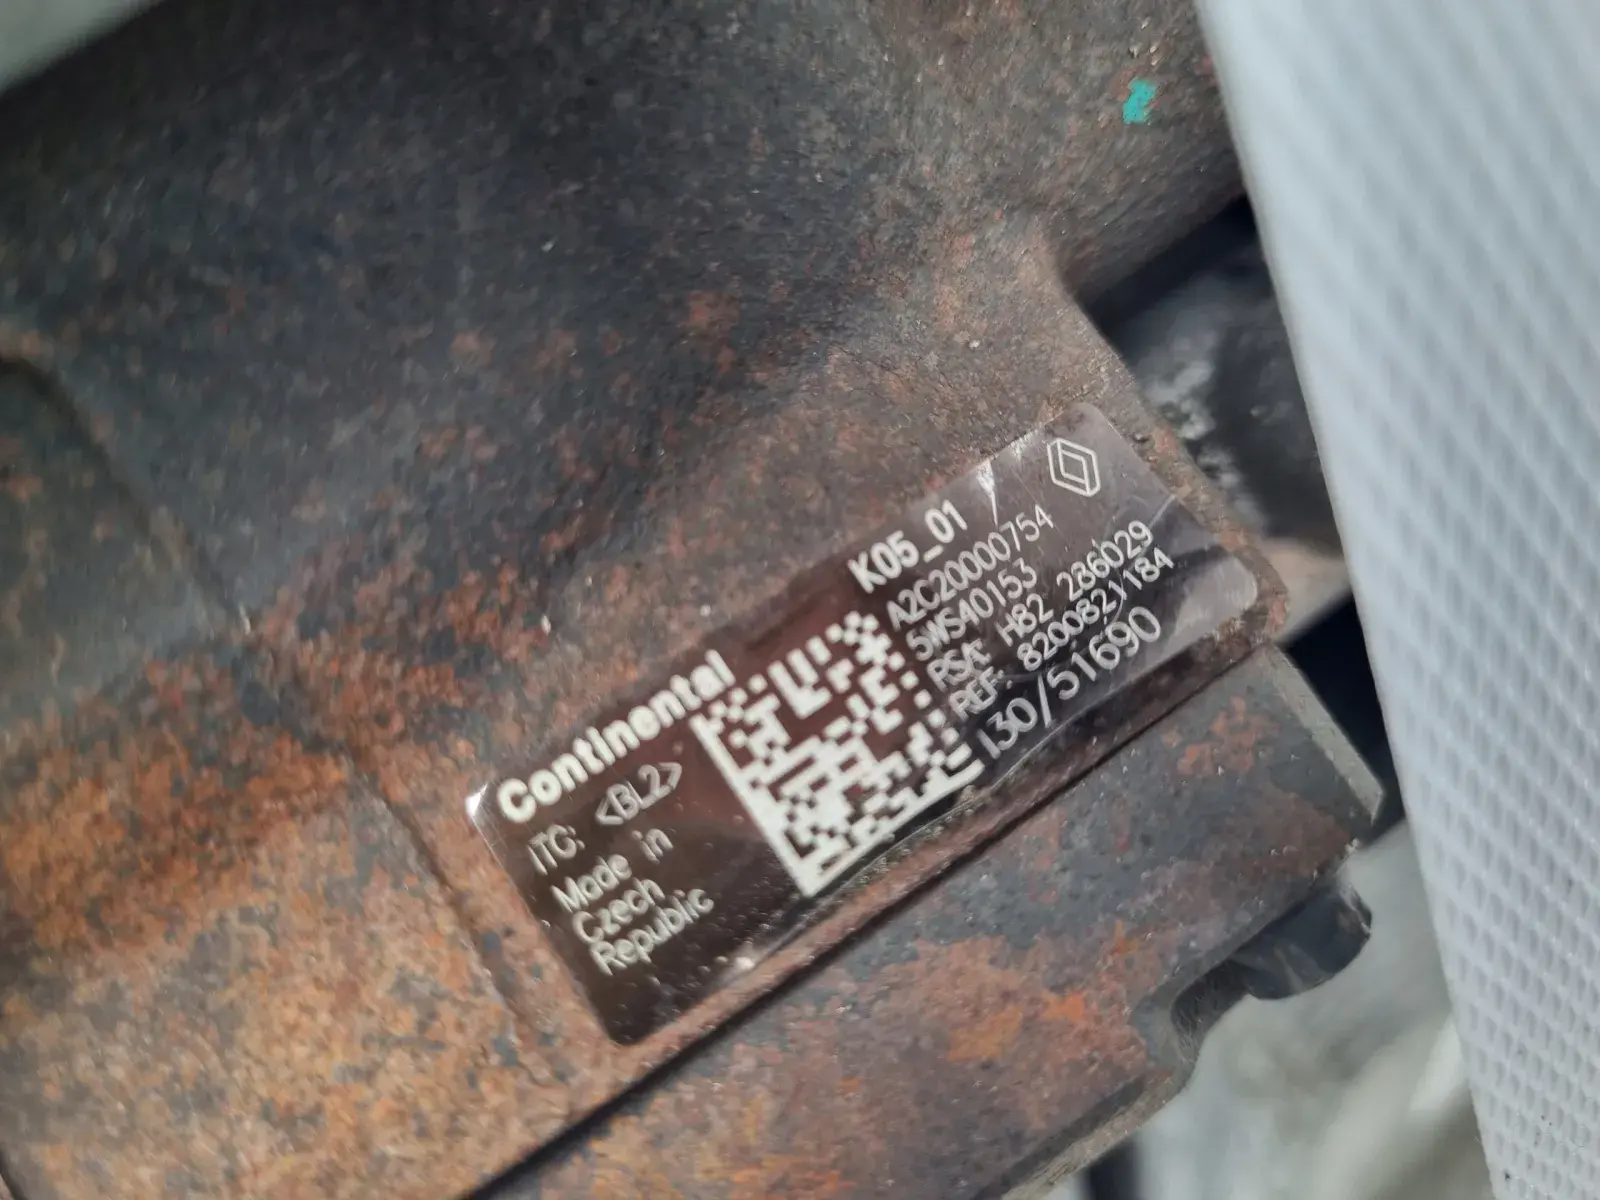 Continental
ITC: <BL2>
Made in
Czech
Republic
K05_01
A2C20000754
5WS40153
RSA: H82 286029
REF: 8200821184
130/51690